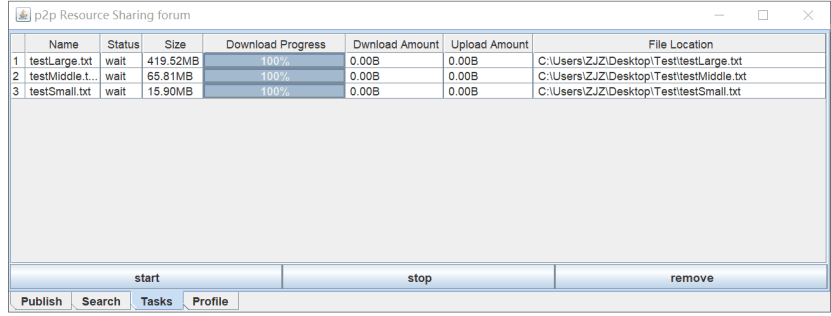 p2p Resource Sharing forum
Name Status Size Download Progress Dwnload Amount Upload Amount File Location
1 testLarge.txt wait 419.52MB 100% 0.00B 0.00B C:\Users\ZJZ\Desktop\Test\testLarge.txt
2 testMiddle.t... wait 65.81MB 100% 0.00B 0.00B C:\Users\ZJZ\Desktop\Test\testMiddle.txt
3 testSmall.txt wait 15.90MB 100% 0.00B 0.00B C:\Users\ZJZ\Desktop\Test\testSmall.txt
start stop remove
Publish Search Tasks Profile